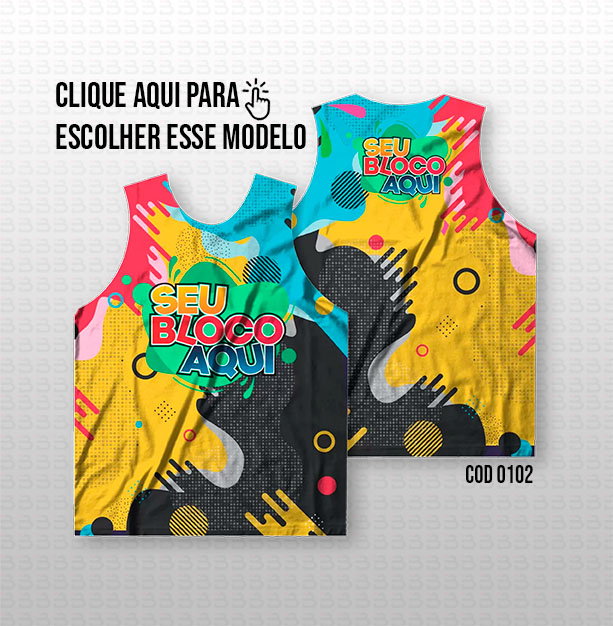 CLIQUE AQUI PARA
ESCOLHER ESSE MODELO
SEU
BLOCO
AQUI
SEU
BLOCO
AQUI
COD 0102